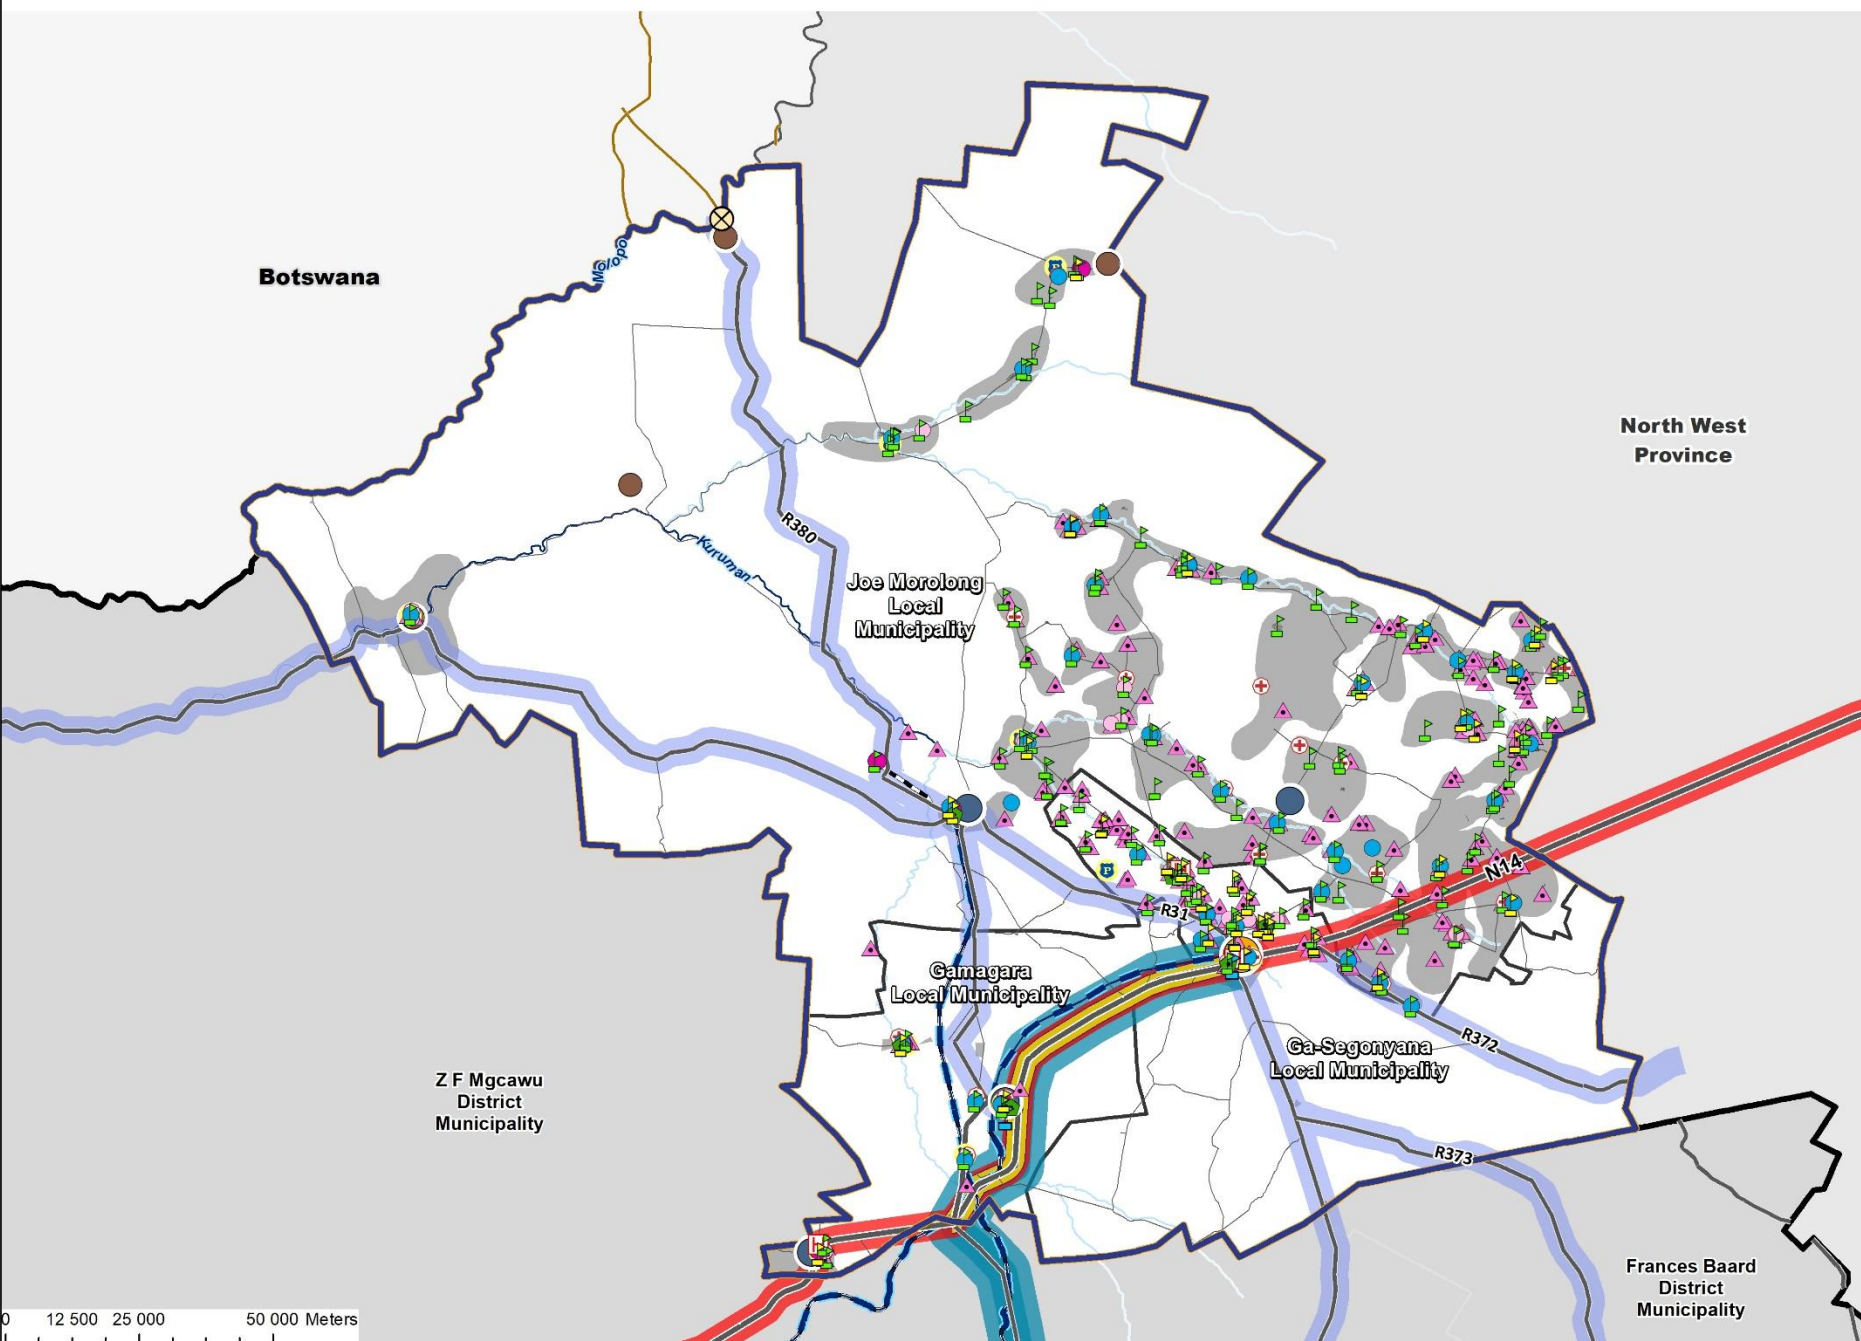 Botswana
Molopo
North West
Province
R380
Kuruman
Joe Morolong
Local
Municipality
N14
R31
Gamagara
Local Municipality
R372
Ga-Segonyana
Local Municipality
Z F Mgcawu
District
Municipality
R373
Frances Baard
District
Municipality
0 12 500 25 000 50 000 Meters
P
P
H